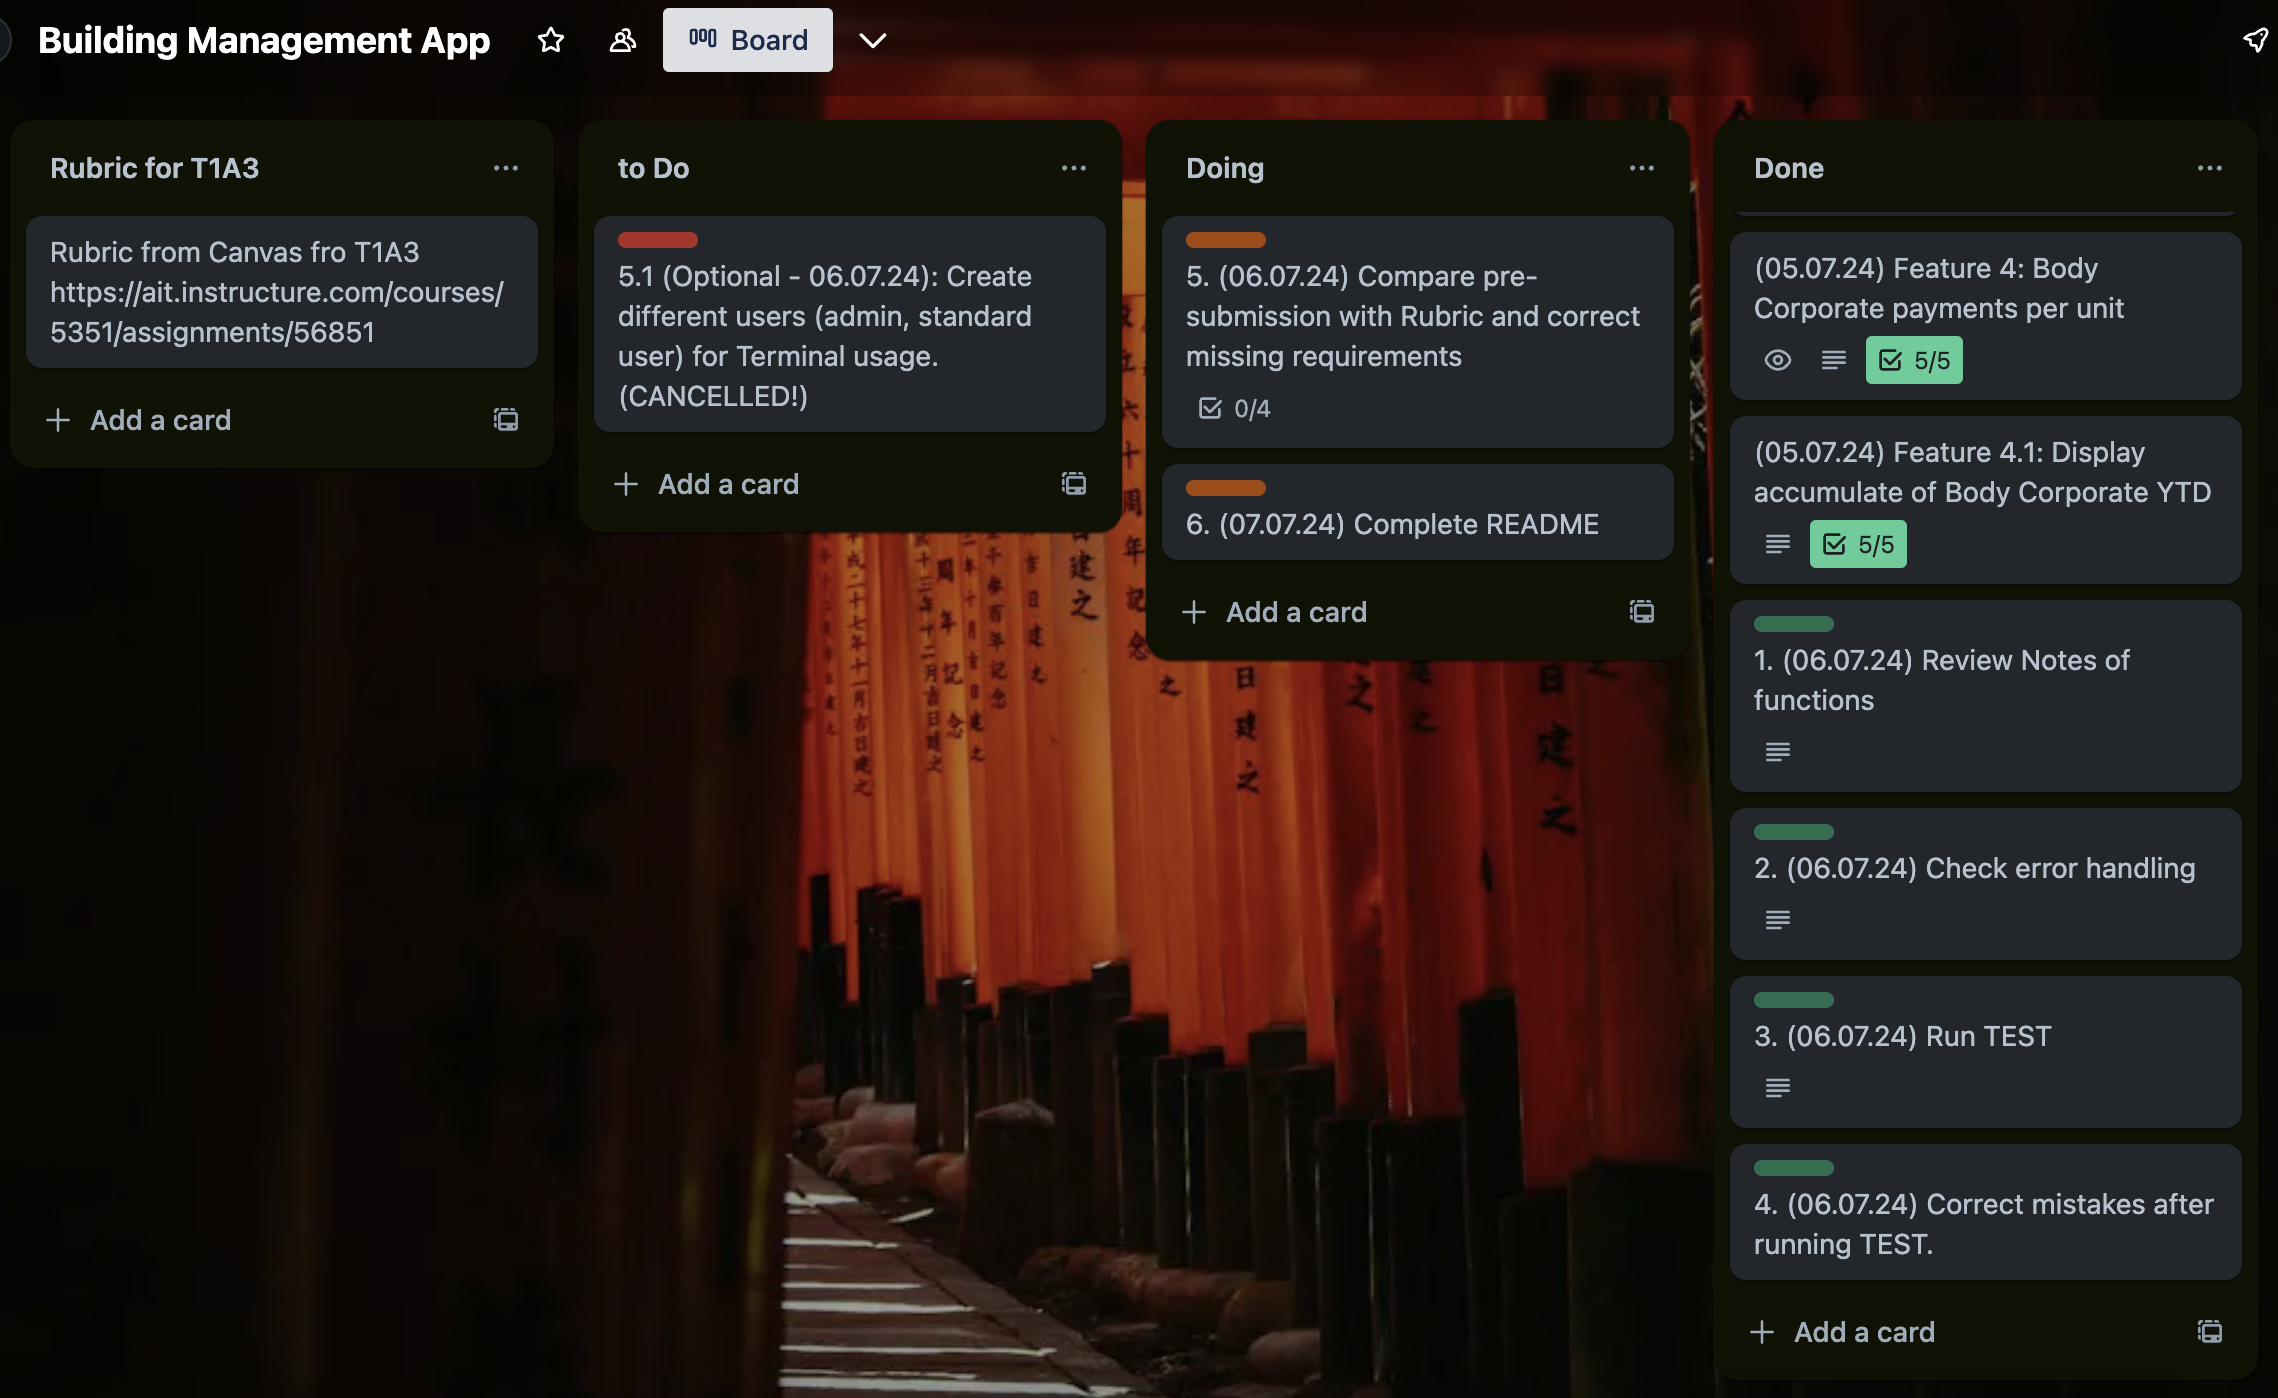 Building Management App
Board
Rubric for T1A3
Rubric from Canvas fro T1A3
https://ait.instructure.com/courses/
5351/assignments/56851
Add a card
to Do
5.1 (Optional - 06.07.24): Create
different users (admin, standard
user) for Terminal usage.
(CANCELLED!)
Add a card
Doing
5. (06.07.24) Compare pre-
submission with Rubric and correct
missing requirements
0/4
6. (07.07.24) Complete README
Add a card
Done
(05.07.24) Feature 4: Body
Corporate payments per unit
5/5
(05.07.24) Feature 4.1: Display
accumulate of Body Corporate YTD
5/5
1. (06.07.24) Review Notes of
functions
2. (06.07.24) Check error handling
3. (06.07.24) Run TEST
4. (06.07.24) Correct mistakes after
running TEST.
Add a card
日建之
日建之